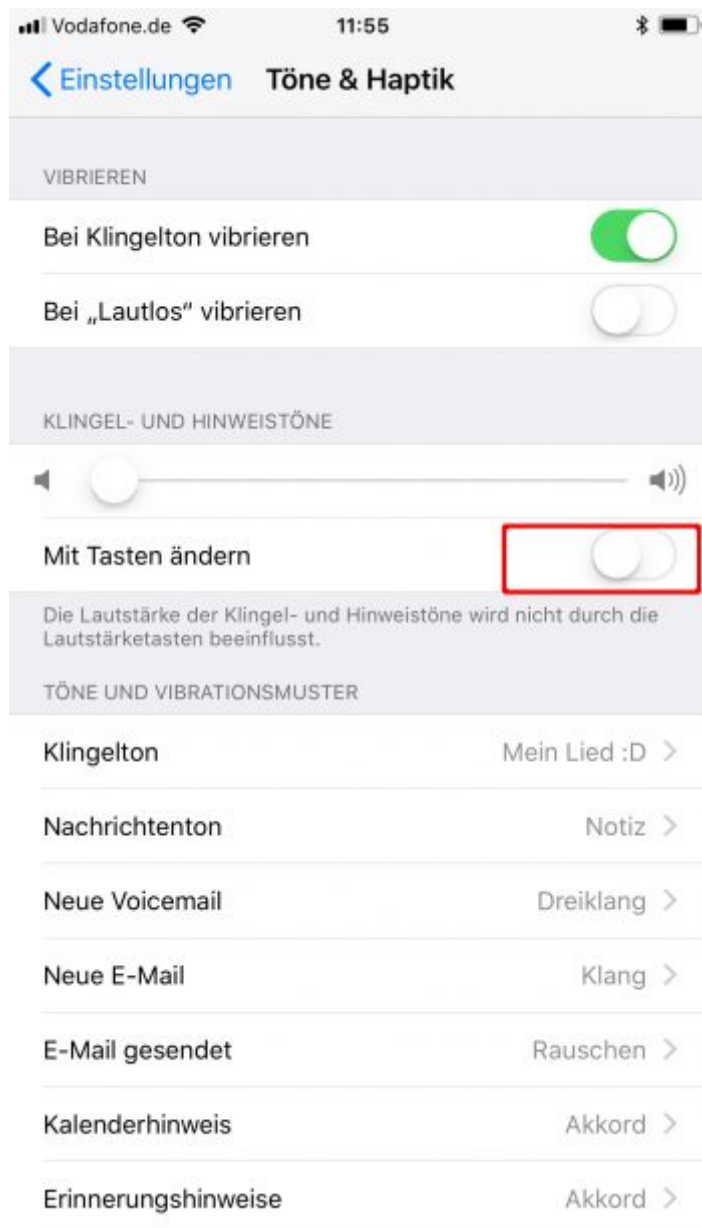 Vodafone.de 11:55
Einstellungen Töne & Haptik
VIBRIEREN
Bei Klingelton vibrieren
Bei „Lautlos“ vibrieren
KLINGEL- UND HINWEISTÖNE
Mit Tasten ändern
Die Lautstärke der Klingel- und Hinweistöne wird nicht durch die
Lautstärketasten beeinflusst.
TÖNE UND VIBRATIONSMUSTER
Klingelton Mein Lied :D
Nachrichtenton Notiz
Neue Voicemail Dreiklang
Neue E-Mail Klang
E-Mail gesendet Rauschen
Kalenderhinweis Akkord
Erinnerungshinweise Akkord